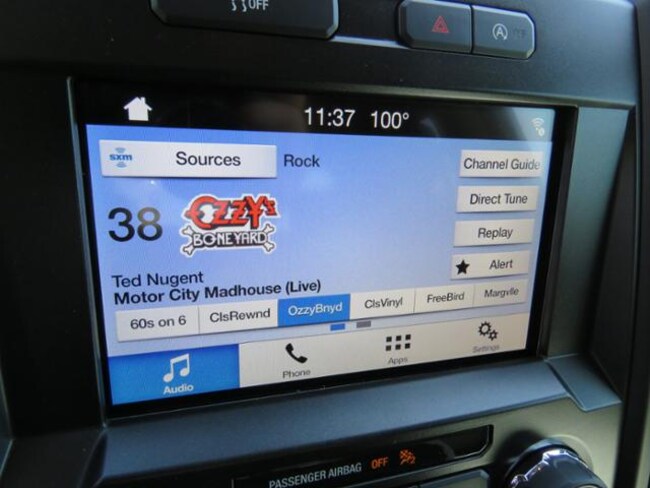 OFF
A OFF
11:37 100°
sxm Sources Rock Channel Guide
Direct Tune
38 OZZY's BONEYARD
Replay
Alert
Ted Nugent
Motor City Madhouse (Live)
60s on 6 ClsRewnd OzzyBnyd ClsVinyl FreeBird Margvlle
Audio Phone Apps Settings
PASSENGER AIRBAG OFF